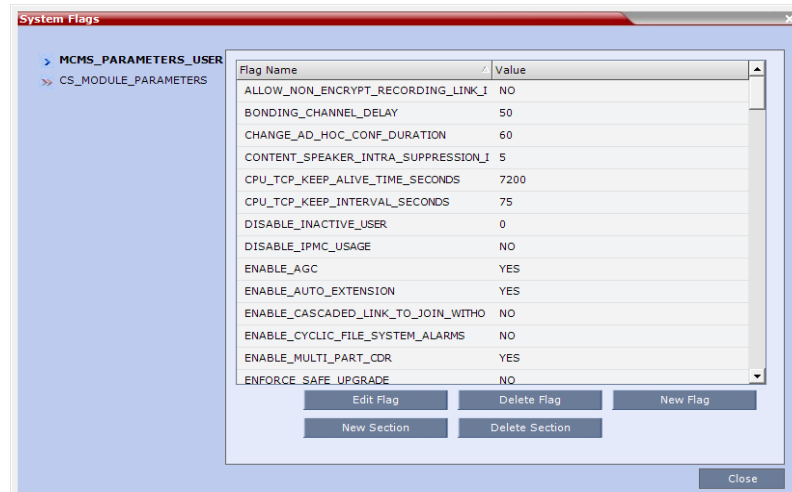 System Flags
MCMS_PARAMETERS_USER
CS_MODULE_PARAMETERS
Flag Name Value
ALLOW_NON_ENCRYPT_RECORDING_LINK_I NO
BONDING_CHANNEL_DELAY 50
CHANGE_AD_HOC_CONF_DURATION 60
CONTENT_SPEAKER_INTRA_SUPPRESSION_I 5
CPU_TCP_KEEP_ALIVE_TIME_SECONDS 7200
CPU_TCP_KEEP_INTERVAL_SECONDS 75
DISABLE_INACTIVE_USER 0
DISABLE_IPMC_USAGE NO
ENABLE_AGC YES
ENABLE_AUTO_EXTENSION YES
ENABLE_CASCADED_LINK_TO_JOIN_WITHO NO
ENABLE_CYCLIC_FILE_SYSTEM_ALARMS NO
ENABLE_MULTI_PART_CDR YES
ENFORCE_SAFE_UPGRADE NO
Edit Flag Delete Flag New Flag
New Section Delete Section
Close